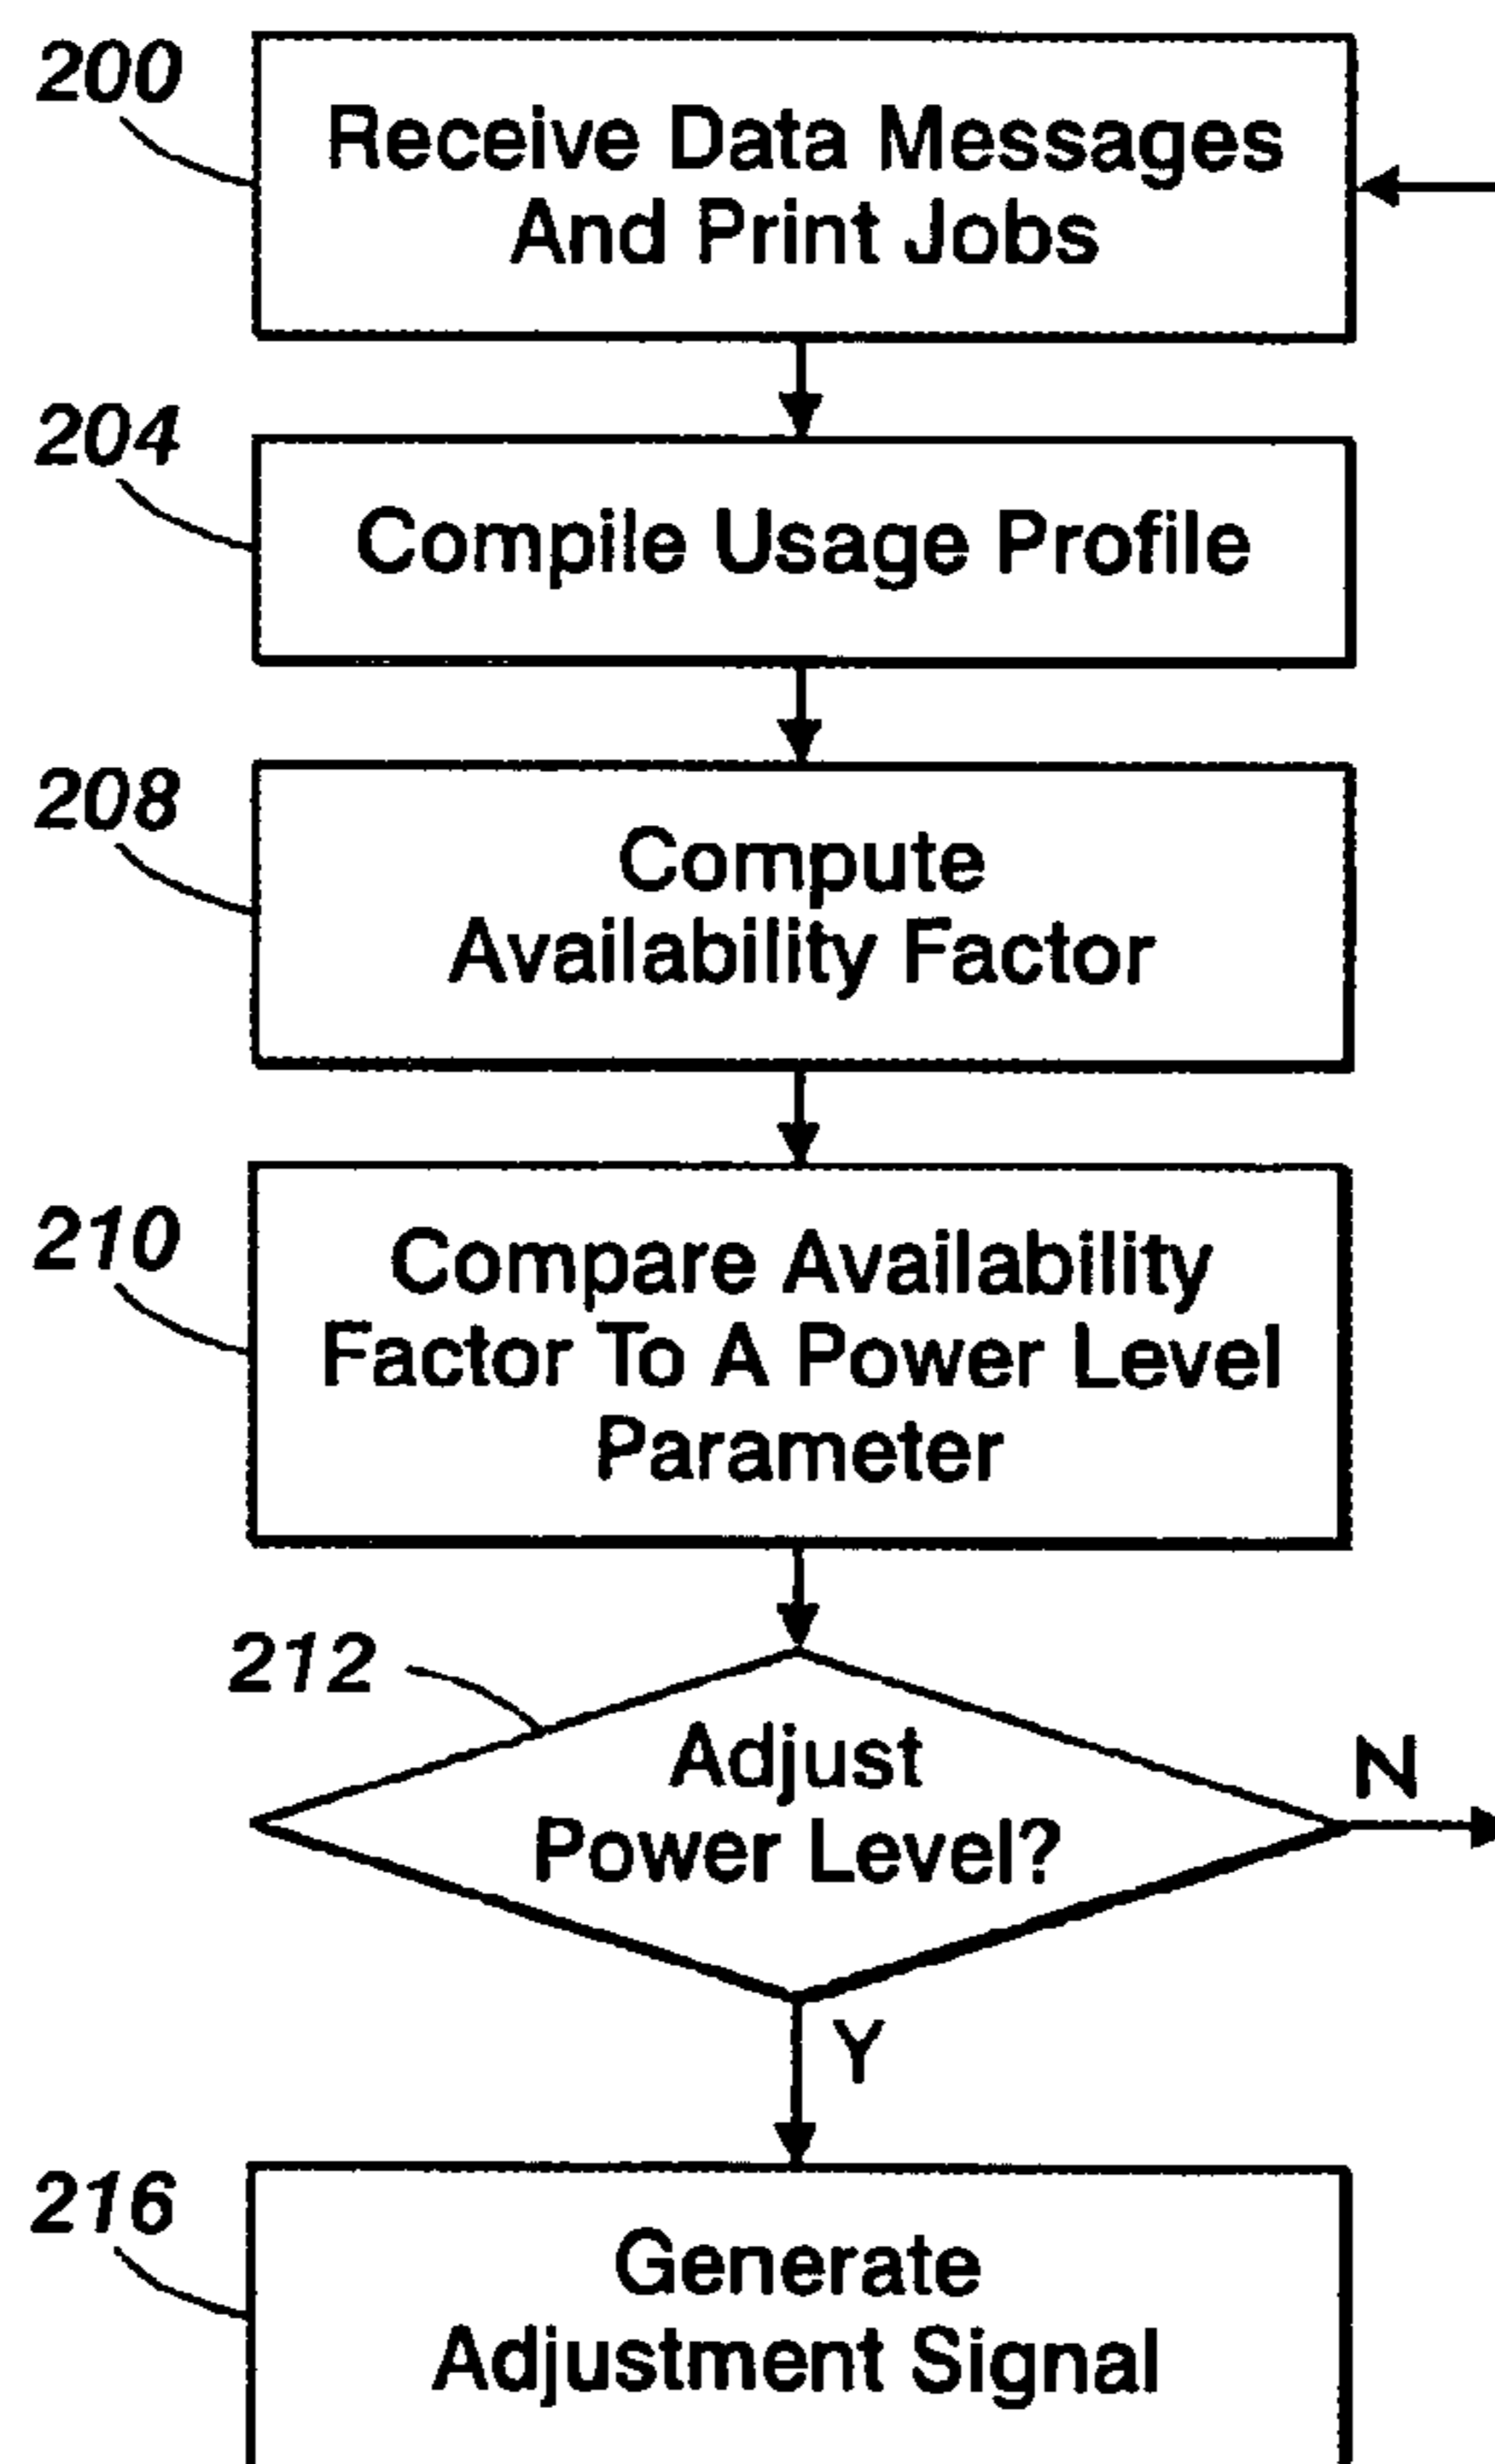 200
Receive Data Messages
And Print Jobs
204
Compile Usage Profile
208
Compute
Availability Factor
210
Compare Availability
Factor To A Power Level
Parameter
212
Adjust
Power Level?
N
Y
216
Generate
Adjustment Signal